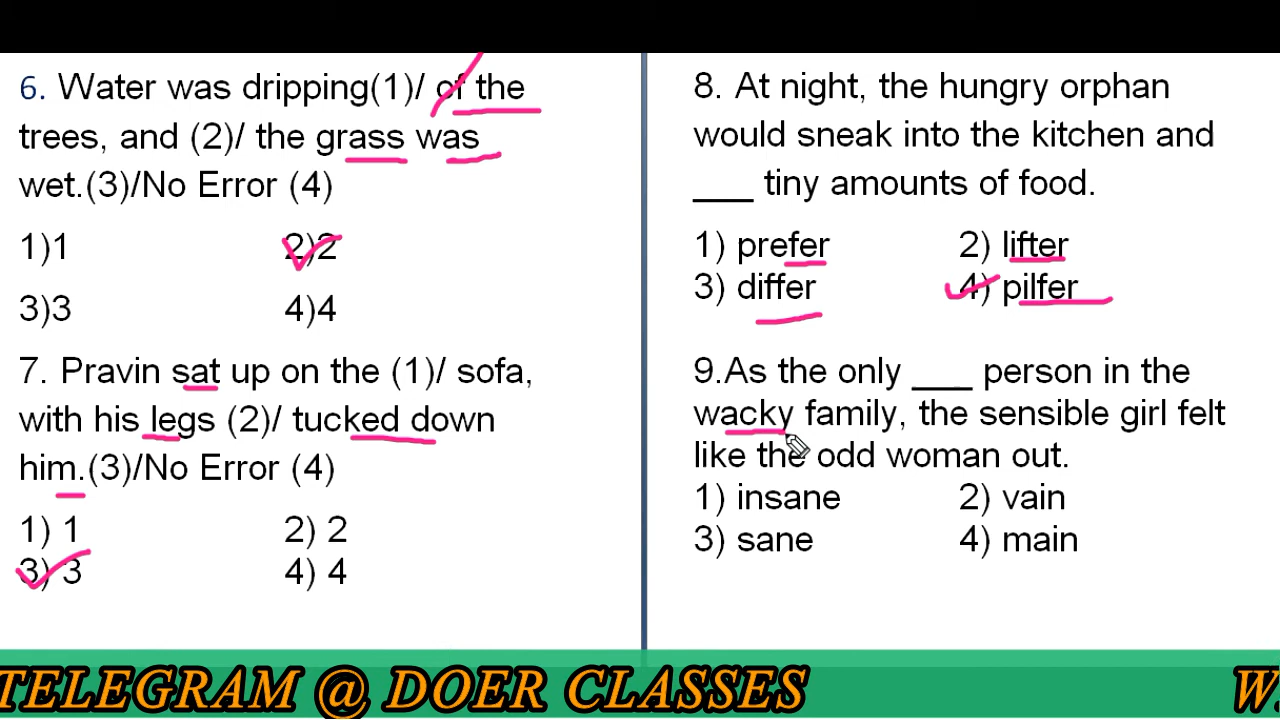 6. Water was dripping(1)/ of the
trees, and (2)/ the grass was
wet.(3)/No Error (4)
1)1 2)2
3)3 4)4
7. Pravin sat up on the (1)/ sofa,
with his legs (2)/ tucked down
him.(3)/No Error (4)
1) 1 2) 2
3) 3 4) 4
8. At night, the hungry orphan
would sneak into the kitchen and
___ tiny amounts of food.
1) prefer 2) lifter
3) differ 4) pilfer
9.As the only ___ person in the
wacky family, the sensible girl felt
like the odd woman out.
1) insane 2) vain
3) sane 4) main
TELEGRAM @ DOER CLASSES